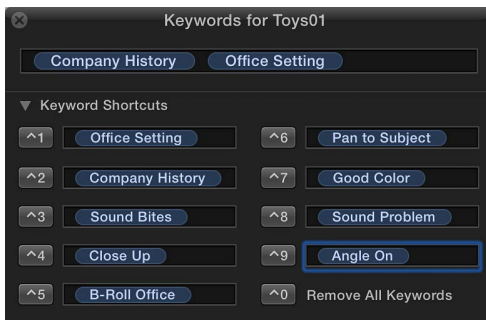 Keywords for Toys01
Company History Office Setting
Keyword Shortcuts
^1 Office Setting ^6 Pan to Subject
^2 Company History ^7 Good Color
^3 Sound Bites ^8 Sound Problem
^4 Close Up ^9 Angle On
^5 B-Roll Office ^0 Remove All Keywords